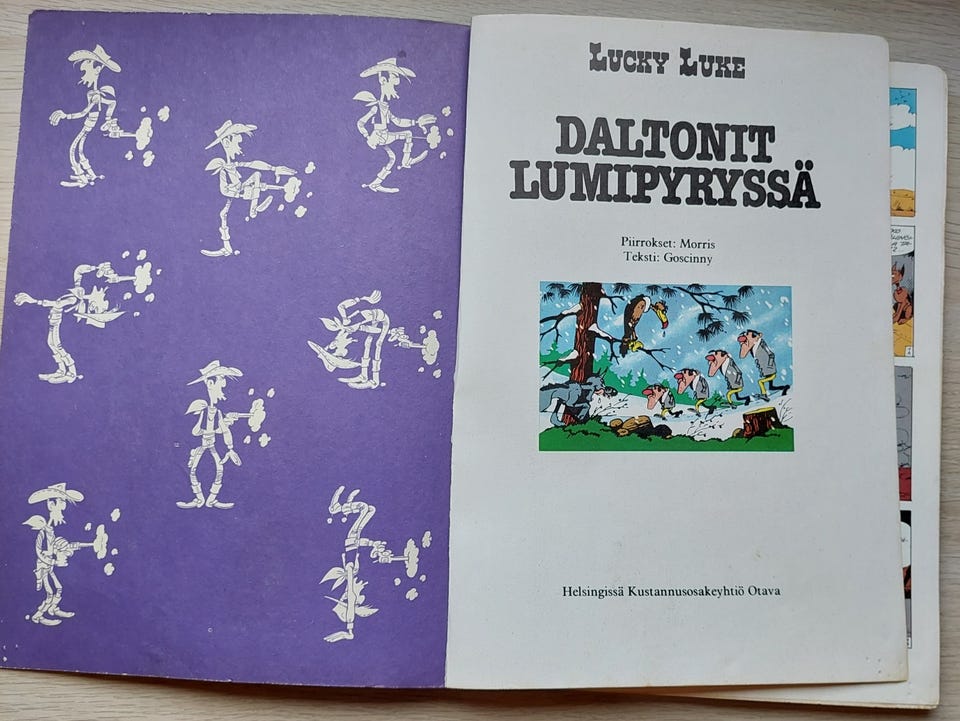 LUCKY LUKE
DALTONIT
LUMIPYRYSSÄ
Piirrokset: Morris
Teksti: Goscinny
Helsingissä Kustannusosakeyhtiö Otava